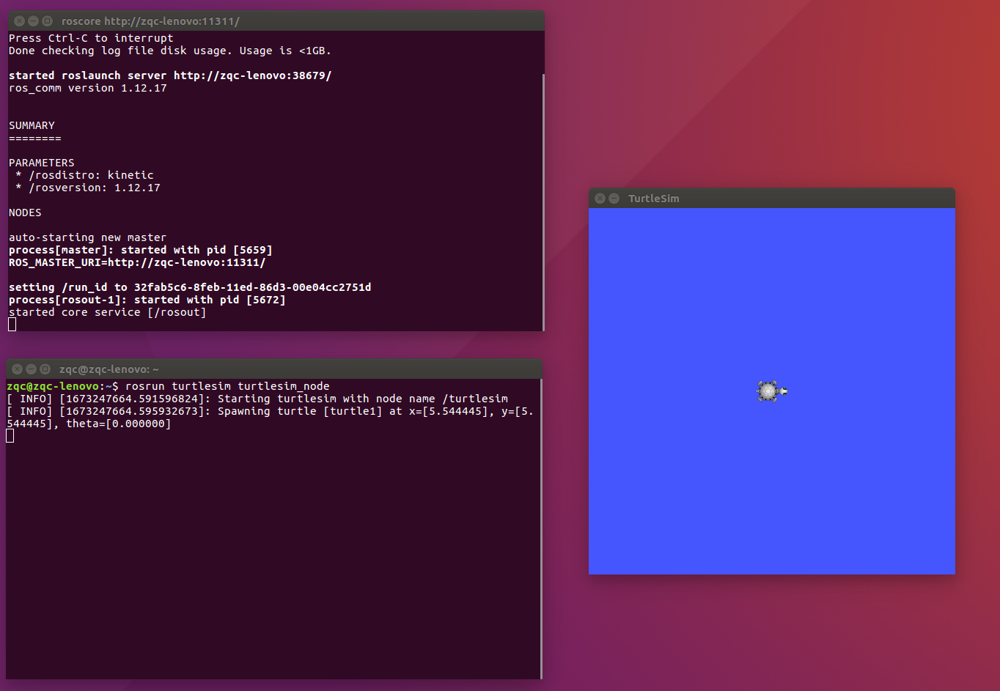 roscore http://zqc-lenovo:11311/
Press Ctrl-C to interrupt
Done checking log file disk usage. Usage is <1GB.
started roslaunch server http://zqc-lenovo:38679/
ros_comm version 1.12.17
SUMMARY
========
PARAMETERS
 * /rosdistro: kinetic
 * /rosversion: 1.12.17
NODES
auto-starting new master
process[master]: started with pid [5659]
ROS_MASTER_URI=http://zqc-lenovo:11311/
setting /run_id to 32fab5c6-8feb-11ed-86d3-00e04cc2751d
process[rosout-1]: started with pid [5672]
started core service [/rosout]
zqc@zqc-lenovo: ~
zqc@zqc-lenovo:~$ rosrun turtlesim turtlesim_node
[ INFO] [1673247664.591596824]: Starting turtlesim with node name /turtlesim
[ INFO] [1673247664.595932673]: Spawning turtle [turtle1] at x=[5.544445], y=[5.
544445], theta=[0.000000]
TurtleSim